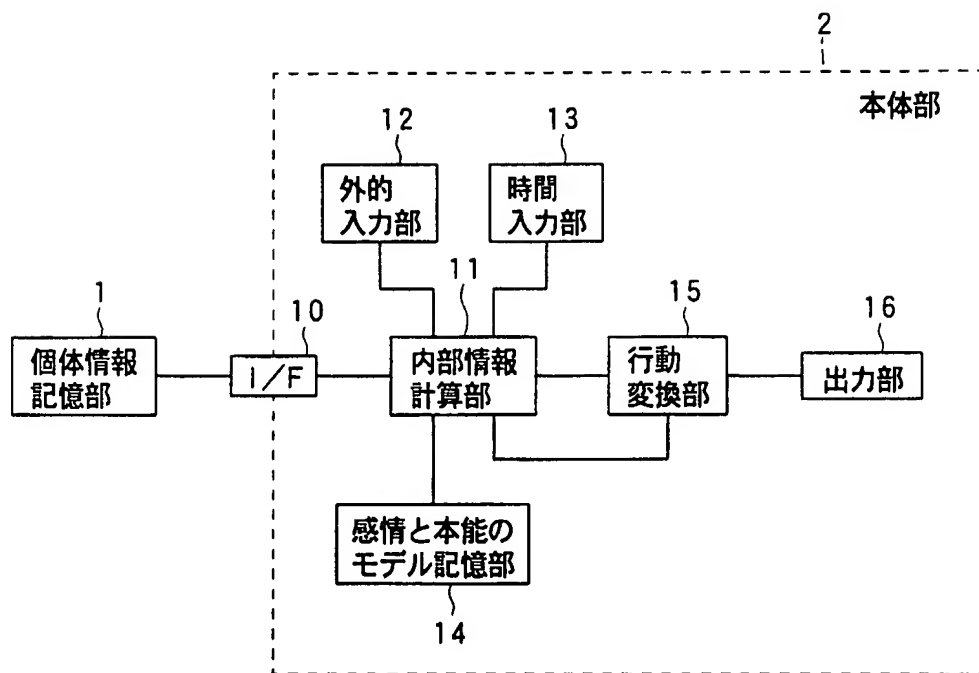 2
本体部
12
外的
入力部
13
時間
入力部
1
個体情報
記憶部
10
I/F
11
内部情報
計算部
15
行動
変換部
16
出力部
感情と本能の
モデル記憶部
14